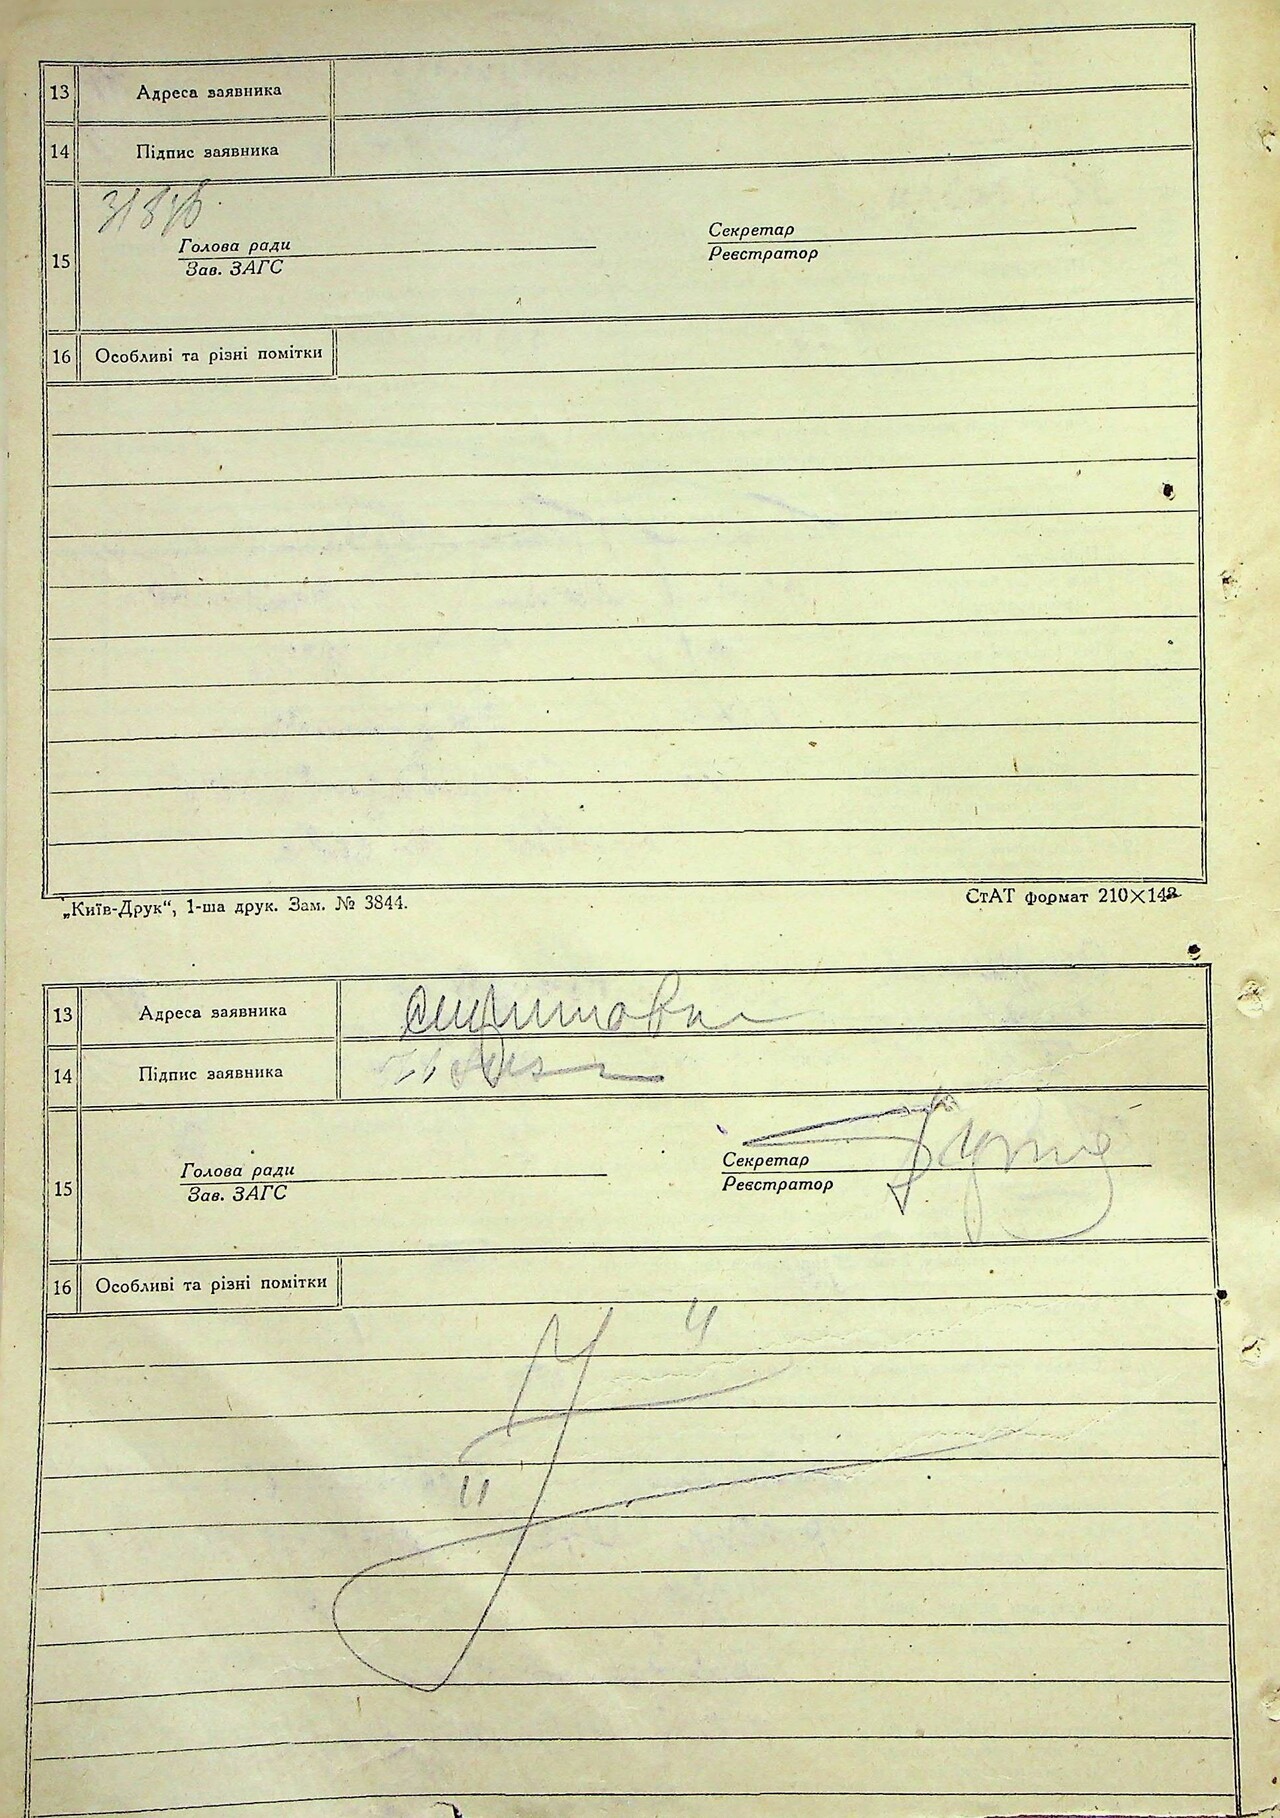 13 Адреса заявника
14 Підпис заявника
15 Голова ради Секретар
Зав. ЗАГС Реєстратор
16 Особливі та різні помітки
„Київ-Друк“, 1-ша друк. Зам. № 3844. СтАТ формат 210×148
13 Адреса заявника
14 Підпис заявника
15 Голова ради Секретар
Зав. ЗАГС Реєстратор
16 Особливі та різні помітки